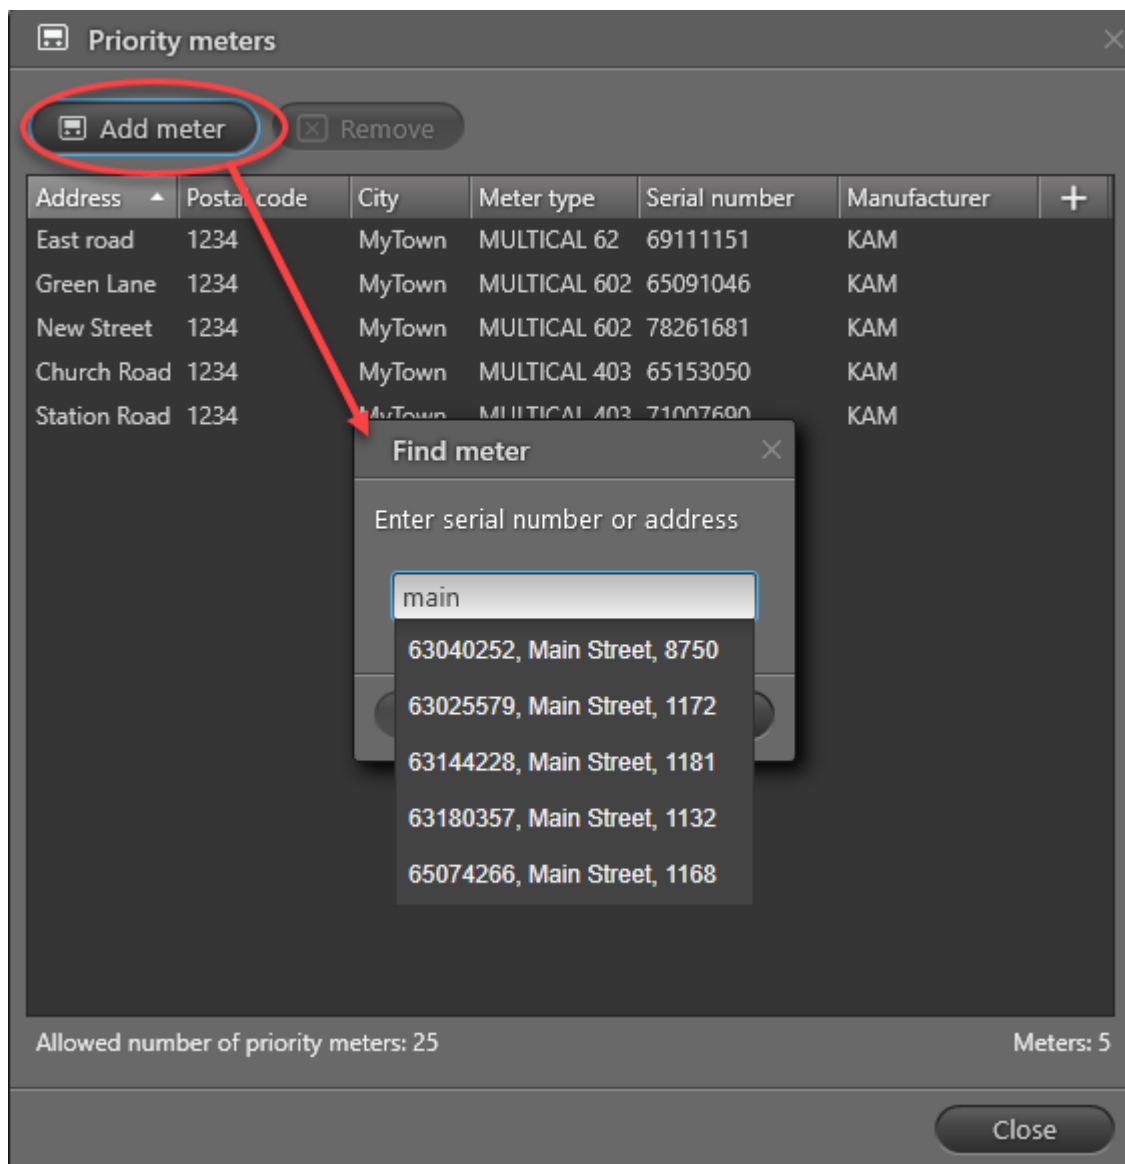 Priority meters
Add meter Remove
Address Postal code City Meter type Serial number Manufacturer +
East road 1234 MyTown MULTICAL 62 69111151 KAM
Green Lane 1234 MyTown MULTICAL 602 65091046 KAM
New Street 1234 MyTown MULTICAL 602 78261681 KAM
Church Road 1234 MyTown MULTICAL 403 65153050 KAM
Station Road 1234 MyTown MULTICAL 403 71007690 KAM
Find meter
Enter serial number or address
main
63040252, Main Street, 8750
63025579, Main Street, 1172
63144228, Main Street, 1181
63180357, Main Street, 1132
65074266, Main Street, 1168
Allowed number of priority meters: 25 Meters: 5
Close